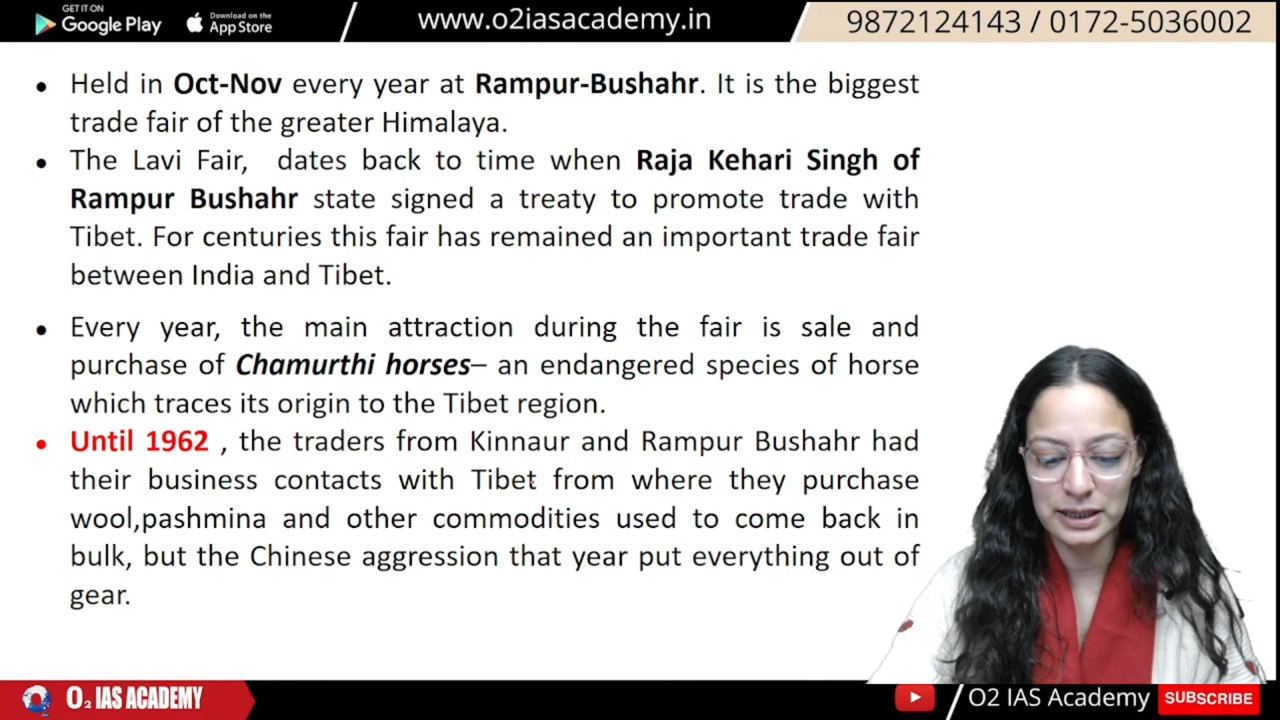 GET IT ON
Google Play
Download on the
App Store
www.o2iasacademy.in
9872124143 / 0172-5036002
• Held in Oct-Nov every year at Rampur-Bushahr. It is the biggest
trade fair of the greater Himalaya.
• The Lavi Fair, dates back to time when Raja Kehari Singh of
Rampur Bushahr state signed a treaty to promote trade with
Tibet. For centuries this fair has remained an important trade fair
between India and Tibet.
• Every year, the main attraction during the fair is sale and
purchase of Chamurthi horses– an endangered species of horse
which traces its origin to the Tibet region.
• Until 1962 , the traders from Kinnaur and Rampur Bushahr had
their business contacts with Tibet from where they purchase
wool,pashmina and other commodities used to come back in
bulk, but the Chinese aggression that year put everything out of
gear.
O₂ IAS ACADEMY
O2 IAS Academy
SUBSCRIBE